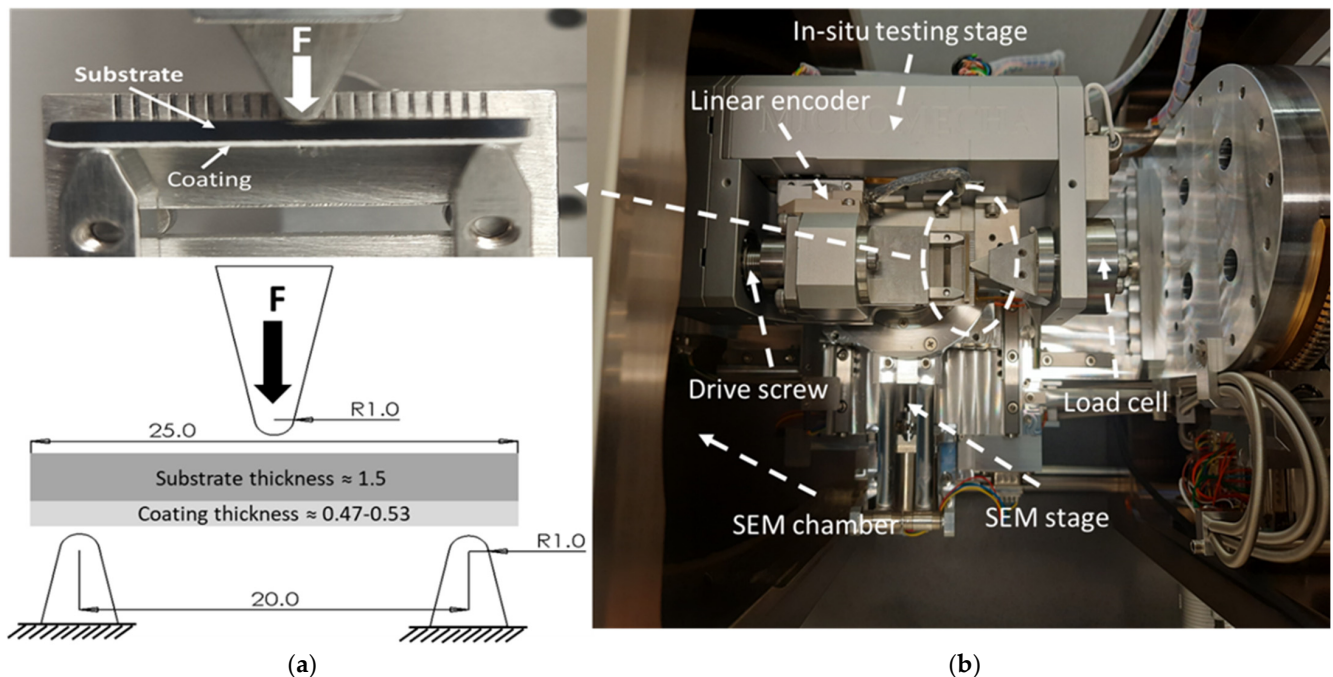 F
Substrate
Coating
F
R1.0
25.0
Substrate thickness ≈ 1.5
Coating thickness ≈ 0.47-0.53
R1.0
20.0
(a)
In-situ testing stage
Linear encoder
Drive screw
Load cell
SEM chamber
SEM stage
(b)